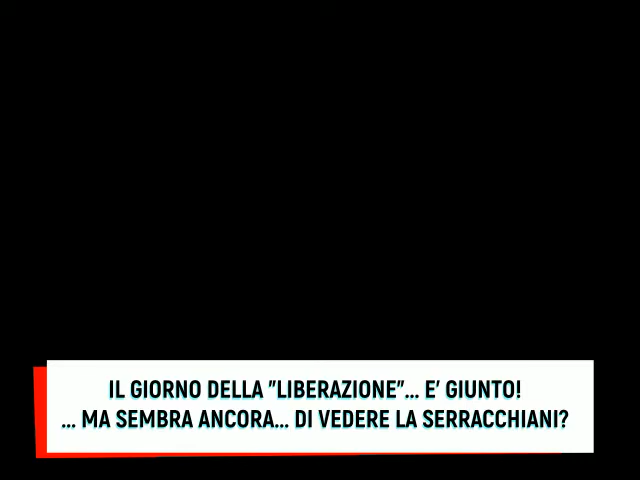 IL GIORNO DELLA "LIBERAZIONE"... E' GIUNTO!
... MA SEMBRA ANCORA... DI VEDERE LA SERRACCHIANI?